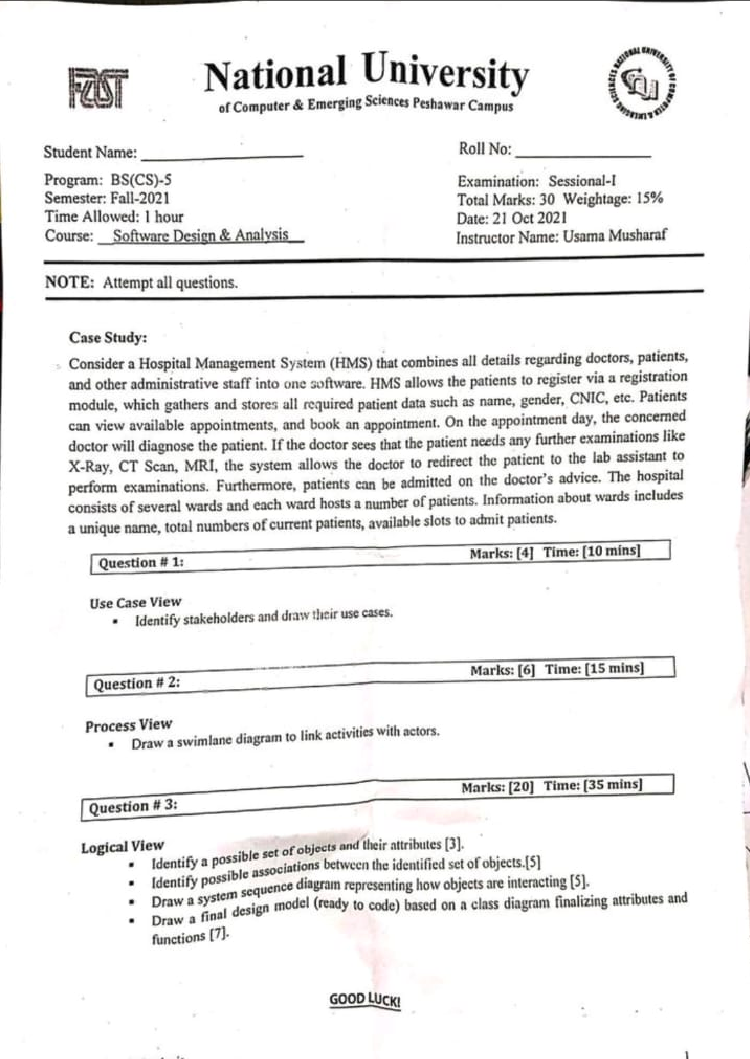 FAST
National University
of Computer & Emerging Sciences Peshawar Campus
Student Name:
Roll No:
Program: BS(CS)-5
Examination: Sessional-I
Semester: Fall-2021
Total Marks: 30 Weightage: 15%
Time Allowed: 1 hour
Date: 21 Oct 2021
Course: Software Design & Analysis
Instructor Name: Usama Musharaf
NOTE: Attempt all questions.
Case Study:
Consider a Hospital Management System (HMS) that combines all details regarding doctors, patients,
and other administrative staff into one software. HMS allows the patients to register via a registration
module, which gathers and stores all required patient data such as name, gender, CNIC, etc. Patients
can view available appointments, and book an appointment. On the appointment day, the concerned
doctor will diagnose the patient. If the doctor sees that the patient needs any further examinations like
X-Ray, CT Scan, MRI, the system allows the doctor to redirect the patient to the lab assistant to
perform examinations. Furthermore, patients can be admitted on the doctor's advice. The hospital
consists of several wards and each ward hosts a number of patients. Information about wards includes
a unique name, total numbers of current patients, available slots to admit patients.
Question # 1: Marks: [4] Time: [10 mins]
Use Case View
• Identify stakeholders and draw their use cases.
Question # 2: Marks: [6] Time: [15 mins]
Process View
• Draw a swimlane diagram to link activities with actors.
Question # 3: Marks: [20] Time: [35 mins]
Logical View
• Identify a possible set of objects and their attributes [3].
• Identify possible associations between the identified set of objects.[5]
• Draw a system sequence diagram representing how objects are interacting [5].
• Draw a final design model (ready to code) based on a class diagram finalizing attributes and
functions [7].
GOOD LUCK!
1